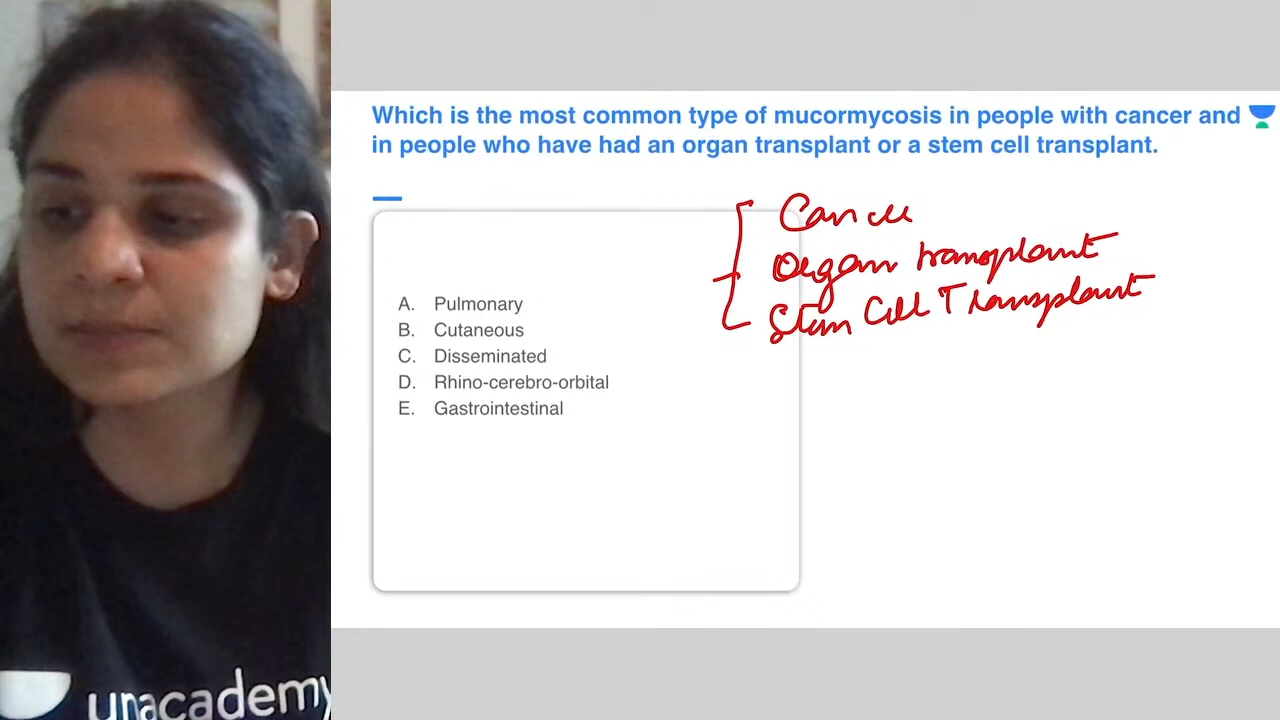 Which is the most common type of mucormycosis in people with cancer and
in people who have had an organ transplant or a stem cell transplant.
Cancer
Organ transplant
Stem Cell Transplant
A. Pulmonary
B. Cutaneous
C. Disseminated
D. Rhino-cerebro-orbital
E. Gastrointestinal
unacademy